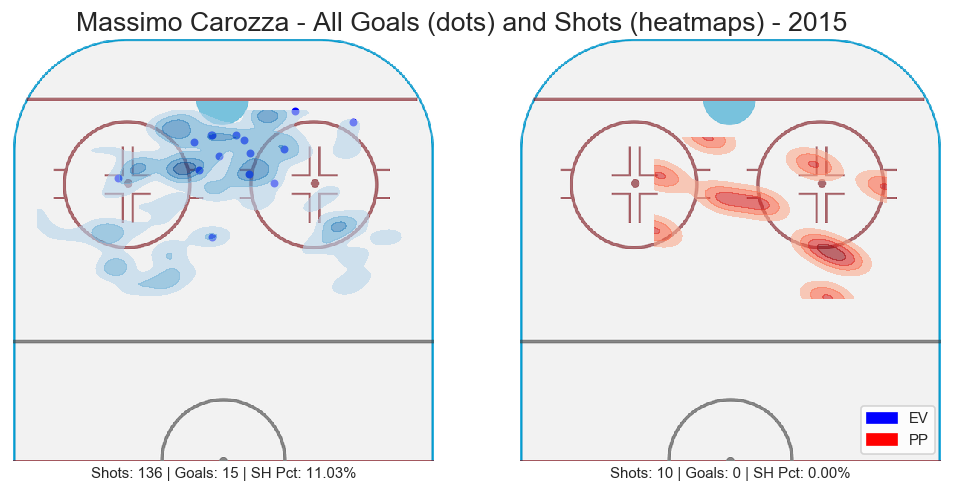 Massimo Carozza - All Goals (dots) and Shots (heatmaps) - 2015
EV
PP
Shots: 136 | Goals: 15 | SH Pct: 11.03%
Shots: 10 | Goals: 0 | SH Pct: 0.00%